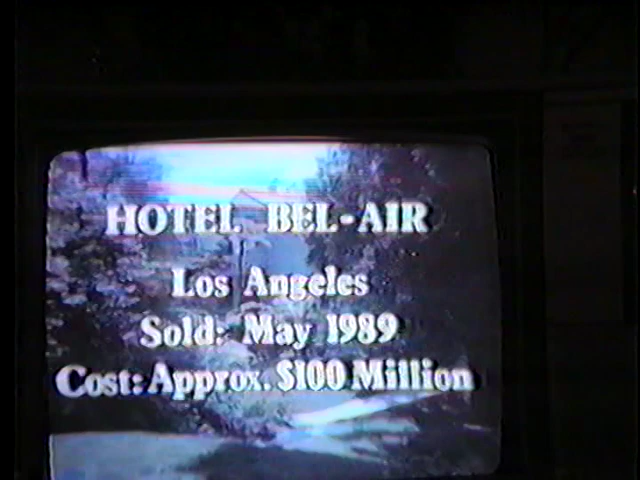 HOTEL BEL-AIR
Los Angeles
Sold: May 1989
Cost: Approx. $100 Million